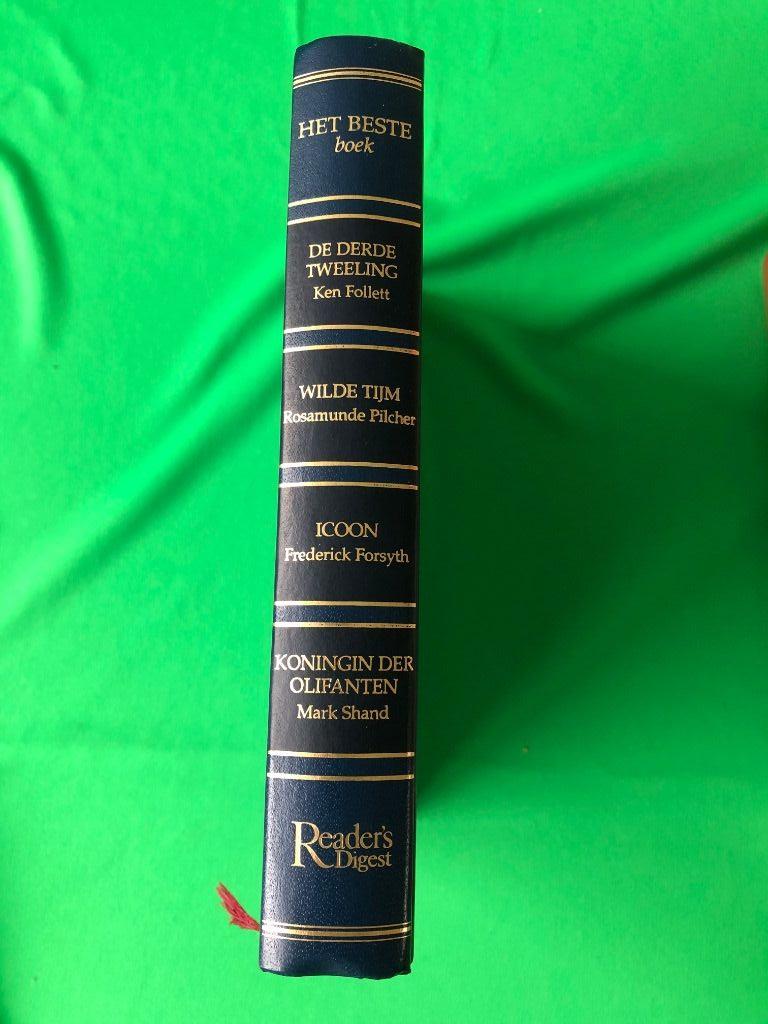 HET BESTE
boek
DE DERDE
TWEELING
Ken Follett
WILDE TIJM
Rosamunde Pilcher
ICOON
Frederick Forsyth
KONINGIN DER
OLIFANTEN
Mark Shand
Reader's
Digest